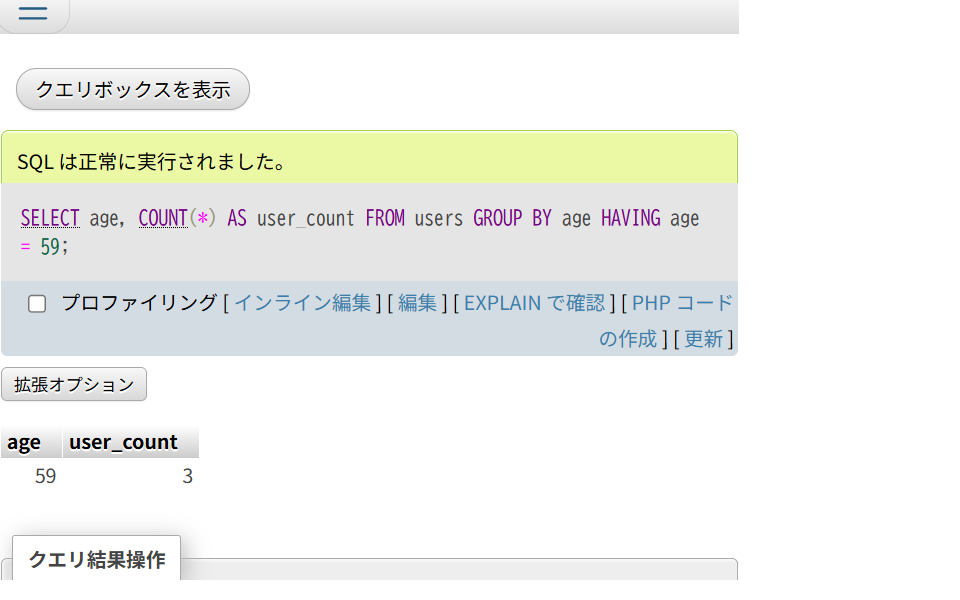 クエリボックスを表示
SQL は正常に実行されました。
SELECT age, COUNT(*) AS user_count FROM users GROUP BY age HAVING age
= 59;
プロファイリング [ インライン編集 ] [ 編集 ] [ EXPLAIN で確認 ] [ PHP コード
の作成 ] [ 更新 ]
拡張オプション
age user_count
59 3
クエリ結果操作